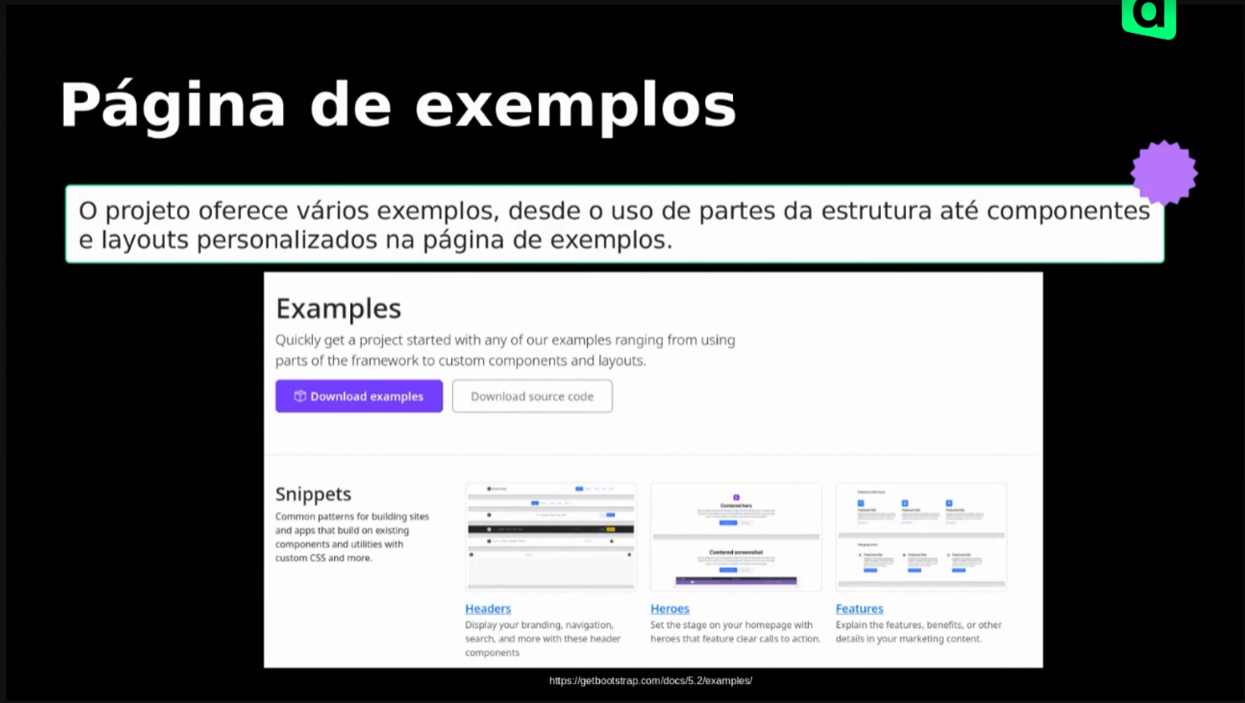 a
Página de exemplos
O projeto oferece vários exemplos, desde o uso de partes da estrutura até componentes
e layouts personalizados na página de exemplos.
Examples
Quickly get a project started with any of our examples ranging from using
parts of the framework to custom components and layouts.
Download examples
Download source code
Snippets
Common patterns for building sites
and apps that build on existing
components and utilities with
custom CSS and more.
Centered hero
Centered screenshot
Headers
Display your branding, navigation,
search, and more with these header
components
Heroes
Set the stage on your homepage with
heroes that feature clear calls to action.
Features
Explain the features, benefits, or other
details in your marketing content.
https://getbootstrap.com/docs/5.2/examples/